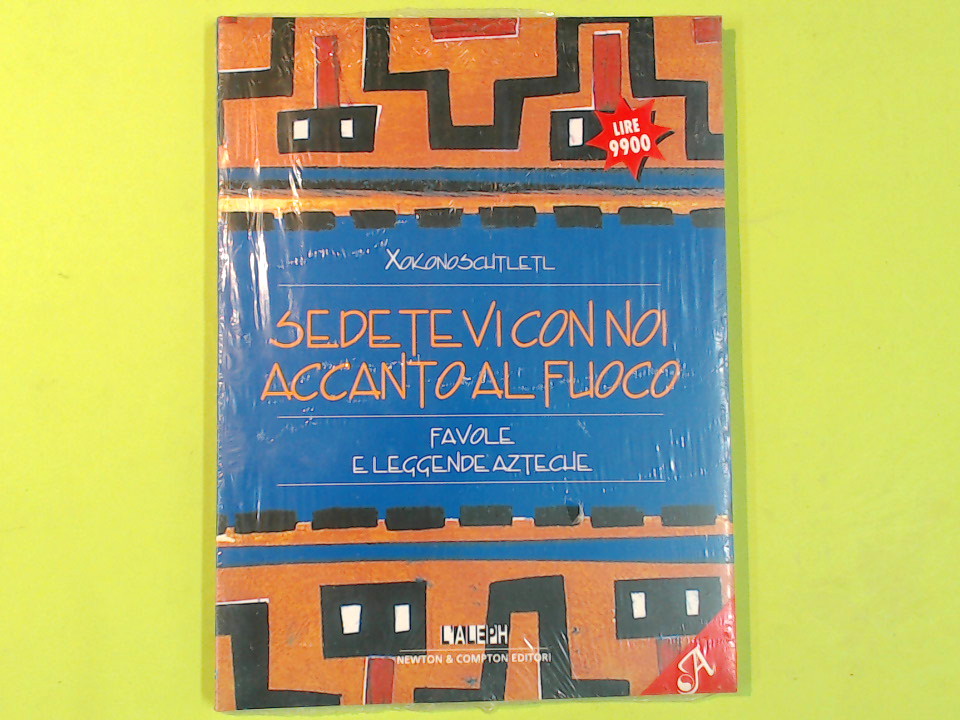 LIRE
9900
XOKONOSCHTLETL
SEDETEVI CON NOI
ACCANTO AL FUOCO
FAVOLE
E LEGGENDE AZTECHE
L'ALEPH
NEWTON & COMPTON EDITORI
A